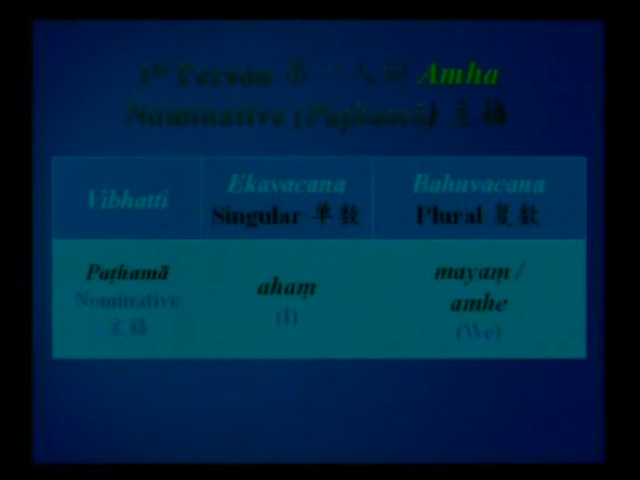 1st Person 第一人称 Amha
Nominative (Paṭhamā) 主格
Vibhatti
Ekavacana
Singular 单数
Bahuvacana
Plural 复数
Paṭhamā
Nominative
主格
ahaṃ
(I)
mayaṃ /
amhe
(We)